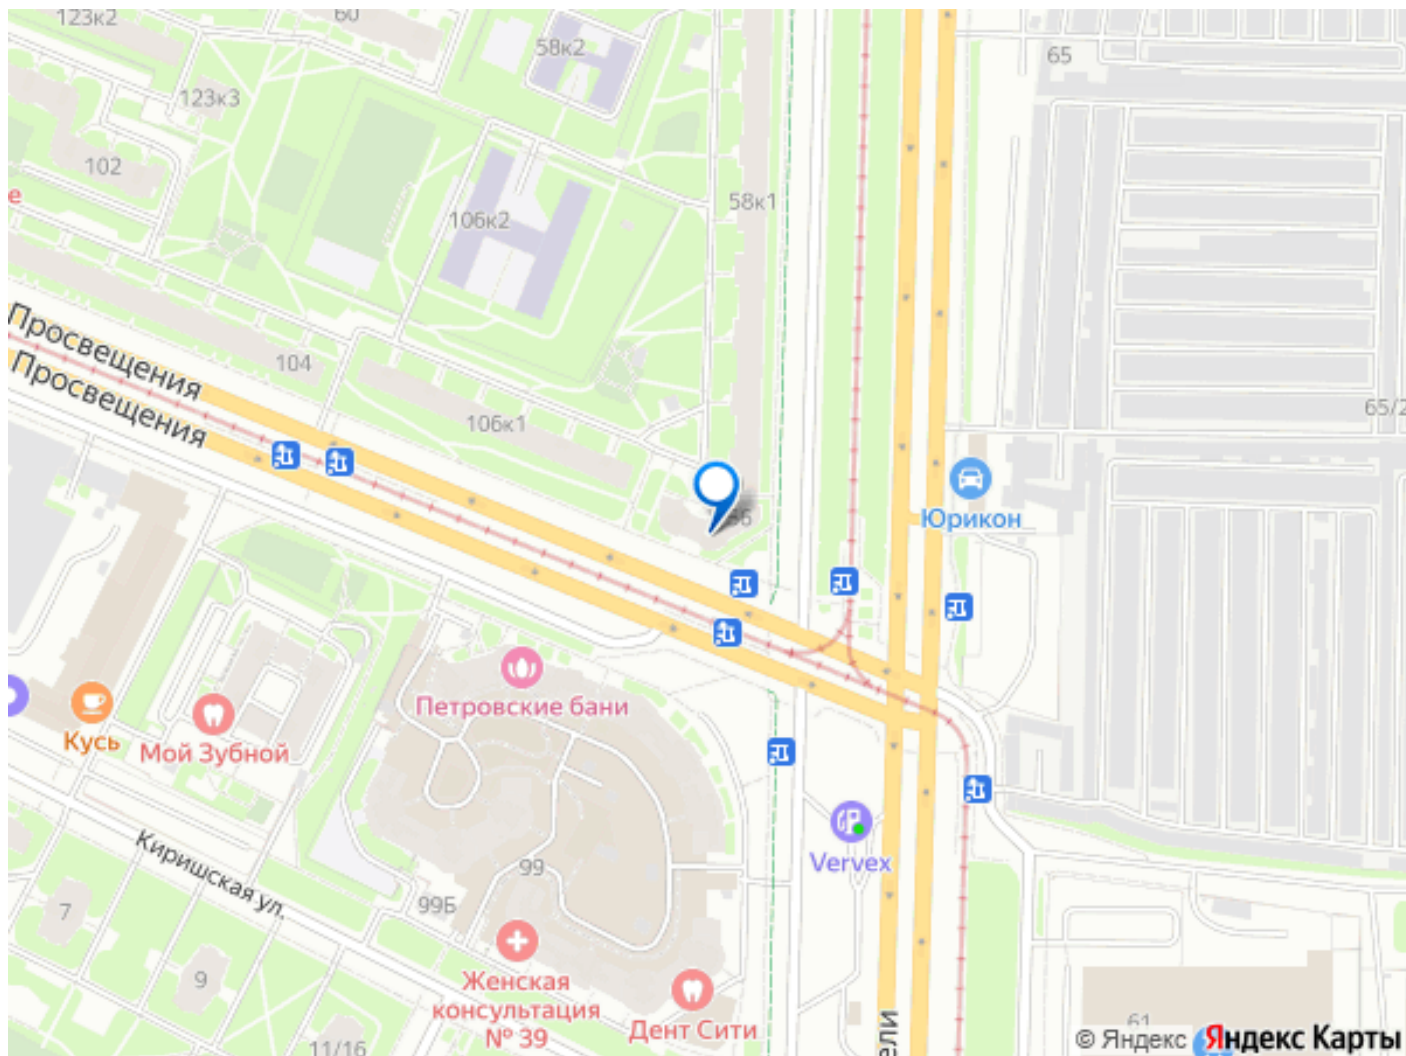 123к2
60
58к2
65
123к3
102
58к1
е
106к2
Просвещения
104
Просвещения
65/2
106к1
Юрикон
Петровские бани
Кусь
Мой Зубной
Vervex
Киришская ул.
99
99Б
7
9
Женская
консультация
№ 39
Дент Сити
11/16
ели
61
© Яндекс Яндекс Карты